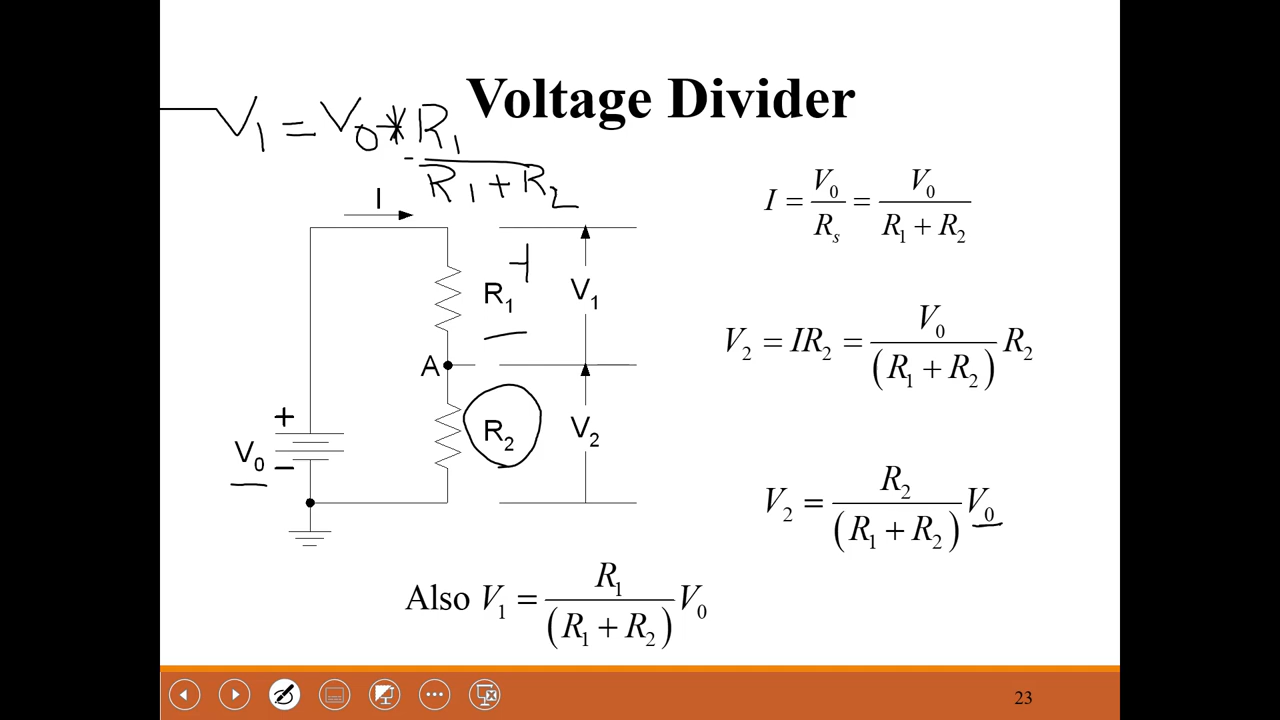 Voltage Divider
V₁ = V₀ * R₁ / (R₁ + R₂)
I = V₀ / Rₛ = V₀ / (R₁ + R₂)
I
+
R₁
V₁
V₂ = IR₂ = V₀ / (R₁ + R₂) R₂
A
+
V₀
−
R₂
V₂
V₂ = R₂ / (R₁ + R₂) V₀
Also V₁ = R₁ / (R₁ + R₂) V₀
23